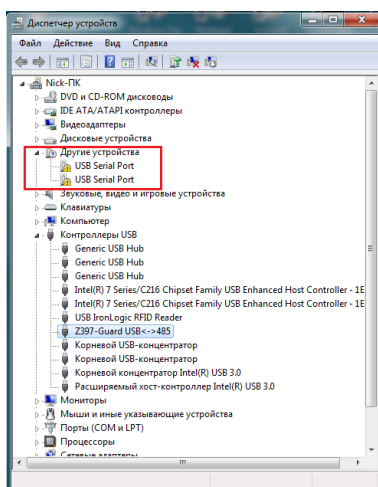 Диспетчер устройств
Файл Действие Вид Справка
Nick-ПК
DVD и CD-ROM дисководы
IDE ATA/ATAPI контроллеры
Видеоадаптеры
Дисковые устройства
Другие устройства
USB Serial Port
USB Serial Port
Звуковые, видео и игровые устройства
Клавиатуры
Компьютер
Контроллеры USB
Generic USB Hub
Generic USB Hub
Generic USB Hub
Intel(R) 7 Series/C216 Chipset Family USB Enhanced Host Controller - 1E
Intel(R) 7 Series/C216 Chipset Family USB Enhanced Host Controller - 1E
USB IronLogic RFID Reader
Z397-Guard USB<->485
Корневой USB-концентратор
Корневой USB-концентратор
Корневой концентратор Intel(R) USB 3.0
Расширяемый хост-контроллер Intel(R) USB 3.0
Мониторы
Мыши и иные указывающие устройства
Порты (COM и LPT)
Процессоры
Сетевые адаптеры